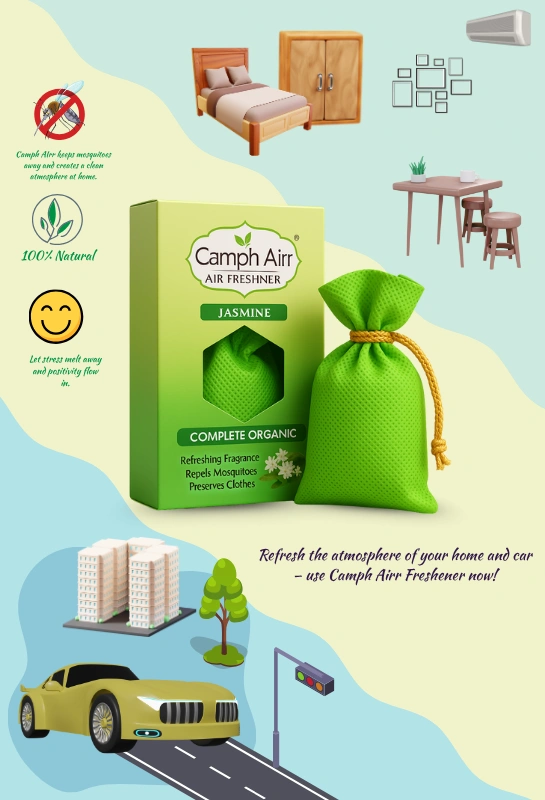 Camph AIrr keeps mosquitoes
away and creates a clean
atmosphere at home.
100% Natural
Let stress melt away
and positivity flow
in.
Camph Airr®
AIR FRESHNER
JASMINE
COMPLETE ORGANIC
Refreshing Fragrance
Repels Mosquitoes
Preserves Clothes
Refresh the atmosphere of your home and car
– use Camph Airr Freshener now!